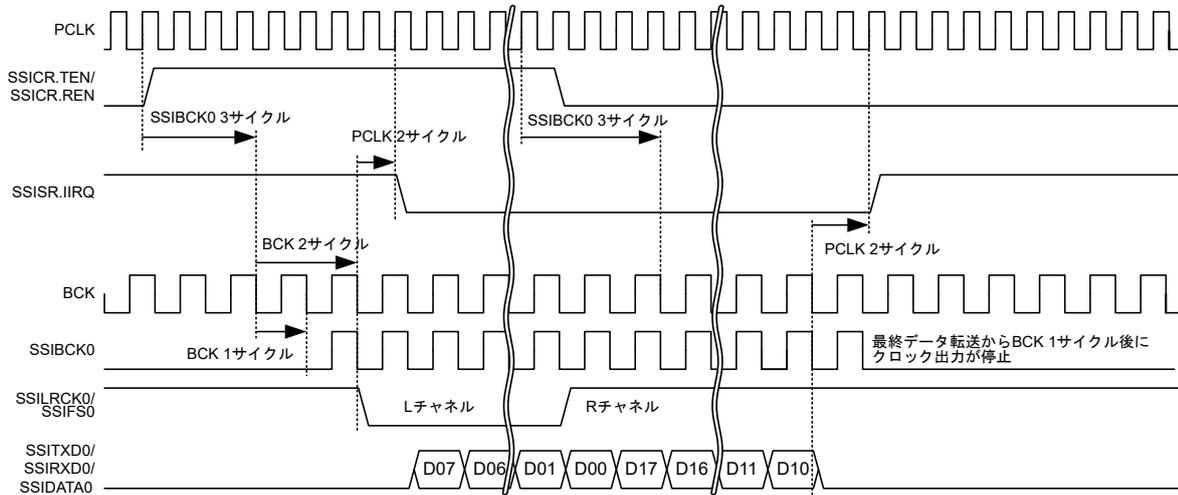 PCLK
SSICR.TEN/
SSICR.REN
SSIBCK0 3サイクル
PCLK 2サイクル
SSIBCK0 3サイクル
SSISR.IIRQ
BCK 2サイクル
PCLK 2サイクル
BCK
BCK 1サイクル
SSIBCK0
最終データ転送からBCK 1サイクル後に
クロック出力が停止
SSILRCK0/
SSIFS0
Lチャネル
Rチャネル
SSITXD0/
SSIRXD0/
SSIDATA0
D07 D06 D01 D00 D17 D16 D11 D10